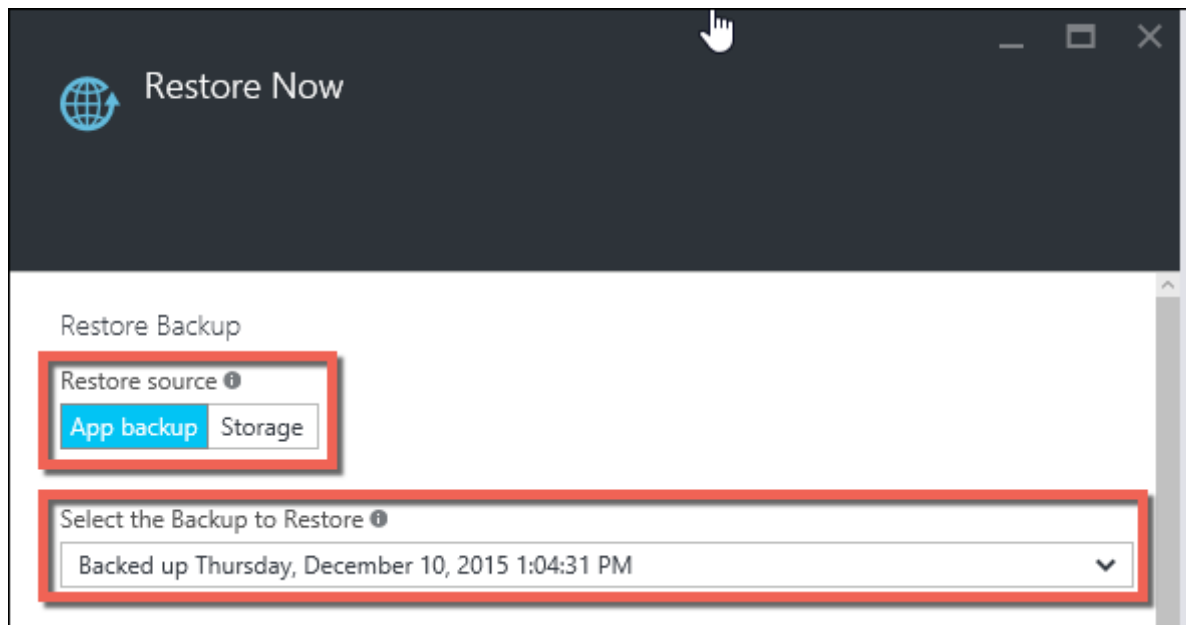 Restore Now
Restore Backup
Restore source
App backup Storage
Select the Backup to Restore
Backed up Thursday, December 10, 2015 1:04:31 PM